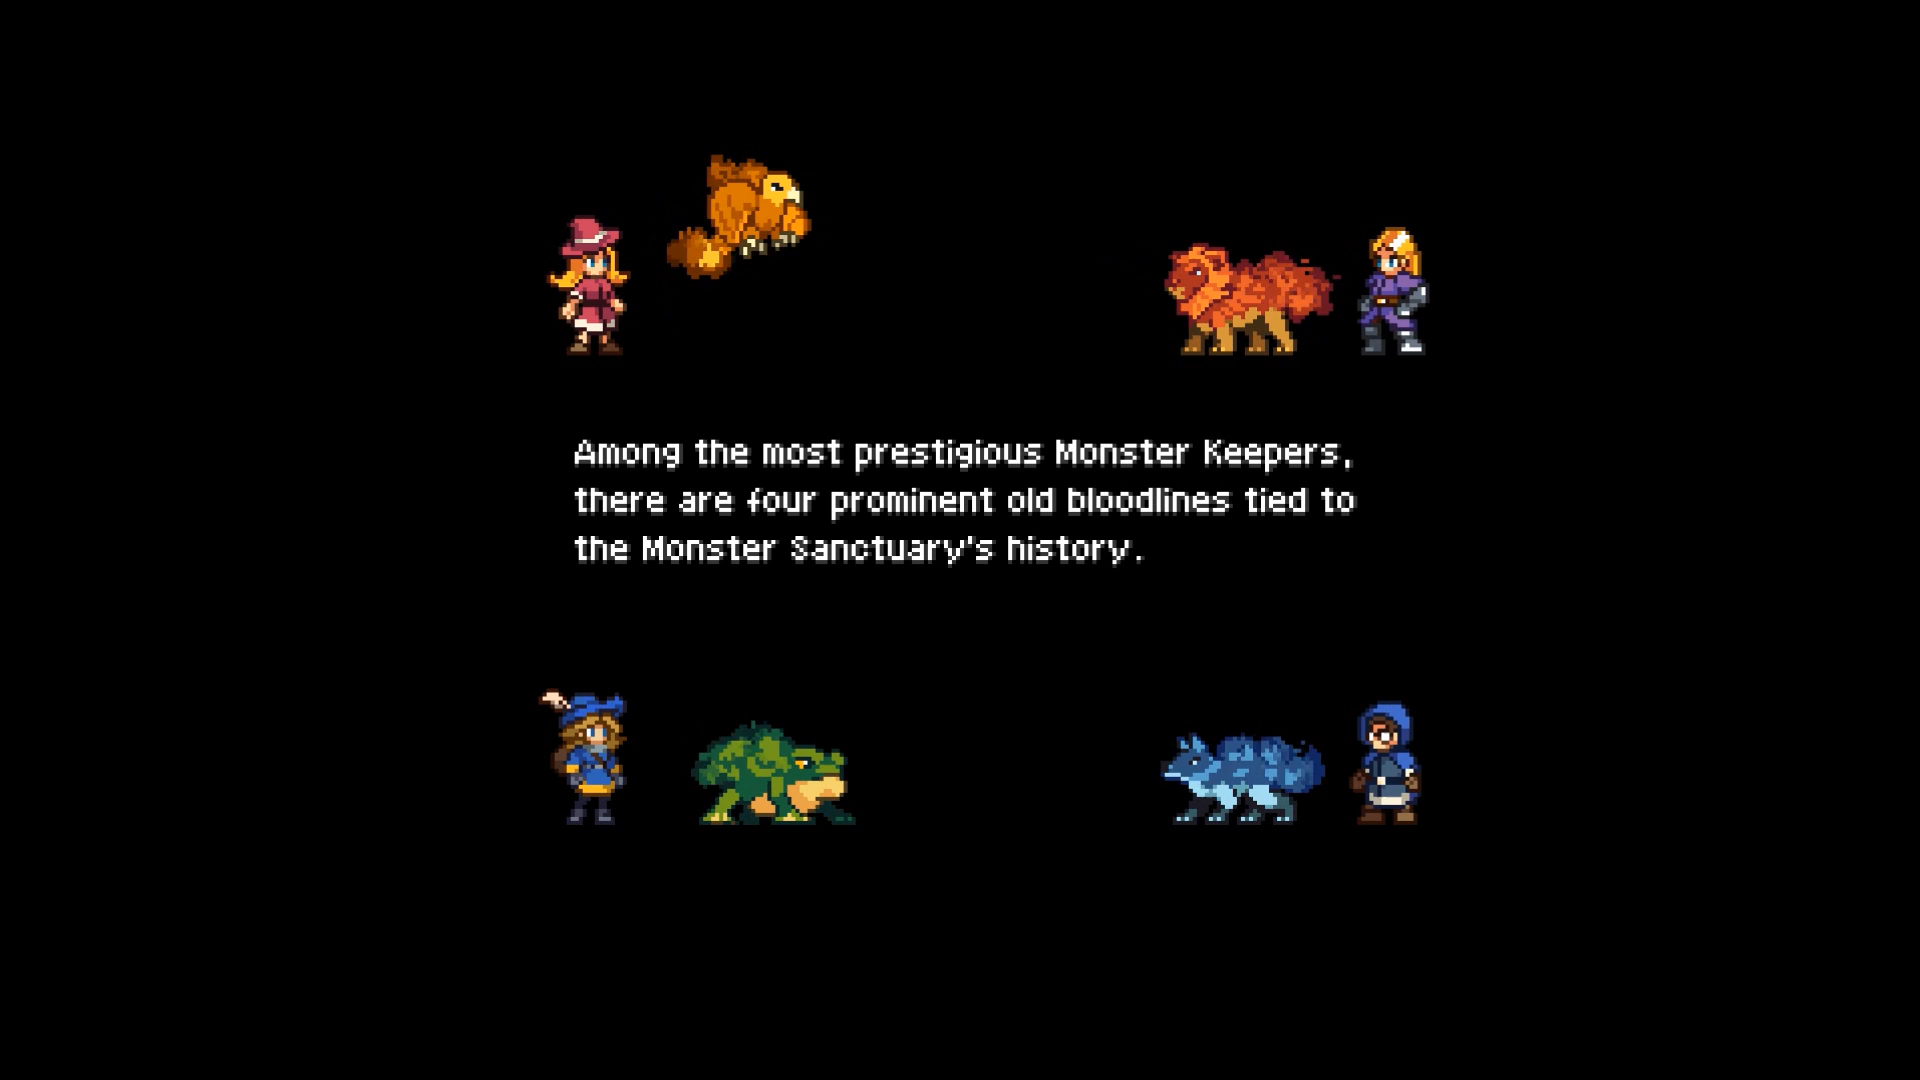 Among the most prestigious Monster Keepers,
there are four prominent old bloodlines tied to
the Monster Sanctuary's history.